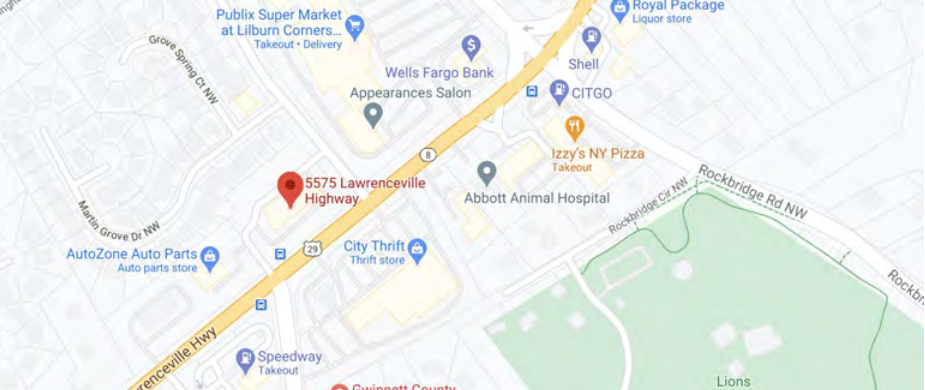 Publix Super Market
at Lilburn Corners...
Takeout • Delivery
Royal Package
Liquor store
Grove Spring Ct NW
Wells Fargo Bank
Shell
Appearances Salon
CITGO
8
Izzy's NY Pizza
Takeout
5575 Lawrenceville
Highway
Abbott Animal Hospital
Rockbridge Cir NW
Rockbridge Rd NW
Martin Grove Dr NW
29
City Thrift
Thrift store
AutoZone Auto Parts
Auto parts store
Rockb
renceville Hwy
Speedway
Takeout
Lions
Gwinnett County